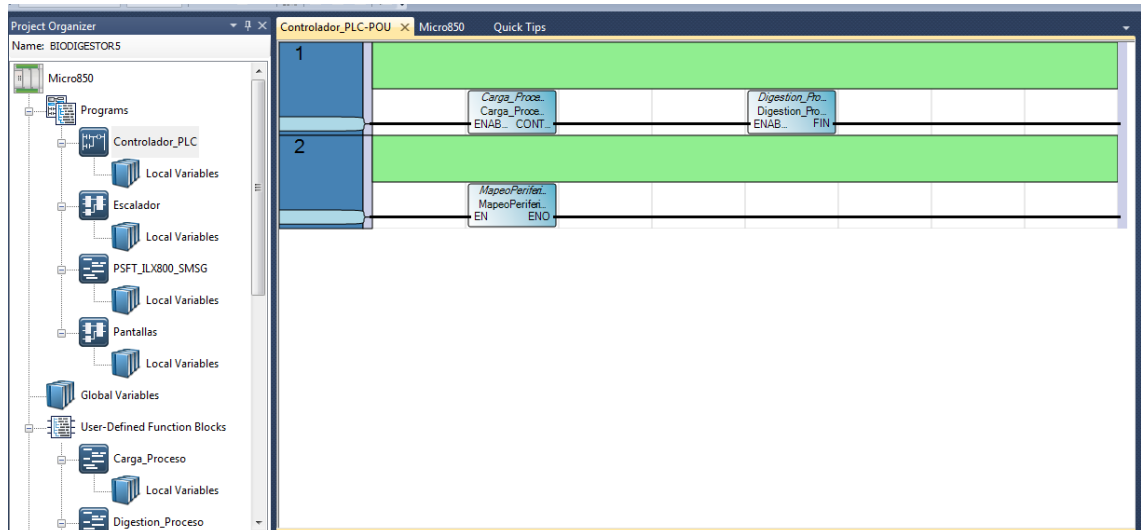 Project Organizer
Name: BIODIGESTOR5
Micro850
Programs
Controlador_PLC
Local Variables
Escalador
Local Variables
PSFT_ILX800_SMSG
Local Variables
Pantallas
Local Variables
Global Variables
User-Defined Function Blocks
Carga_Proceso
Local Variables
Digestion_Proceso
Controlador_PLC-POU
Micro850
Quick Tips
1
Carga_Proce...
Carga_Proce...
ENAB... CONT...
Digestion_Pro...
Digestion_Pro...
ENAB... FIN
2
MapeoPeriferi...
MapeoPeriferi...
EN ENO